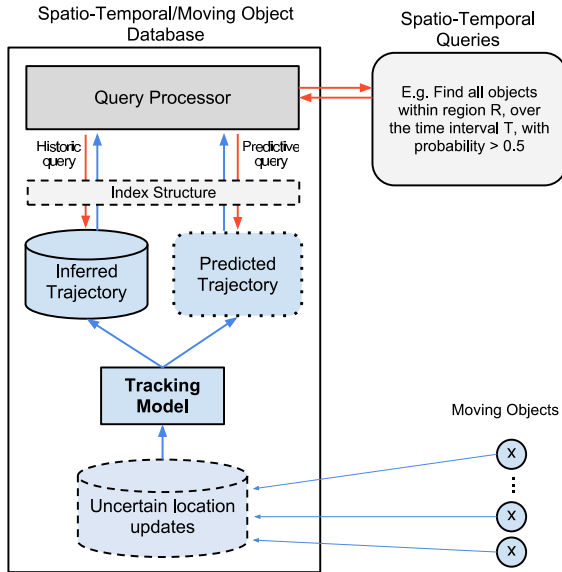 Spatio-Temporal/Moving Object
Database
Spatio-Temporal
Queries
Query Processor
E.g. Find all objects
within region R, over
the time interval T, with
probability > 0.5
Historic
query
Predictive
query
Index Structure
Inferred
Trajectory
Predicted
Trajectory
Tracking
Model
Moving Objects
X
X
X
Uncertain location
updates